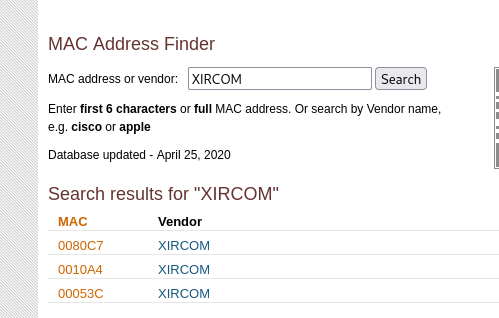 MAC Address Finder
MAC address or vendor: XIRCOM Search
Enter first 6 characters or full MAC address. Or search by Vendor name,
e.g. cisco or apple
Database updated - April 25, 2020
Search results for "XIRCOM"
MAC Vendor
0080C7 XIRCOM
0010A4 XIRCOM
00053C XIRCOM